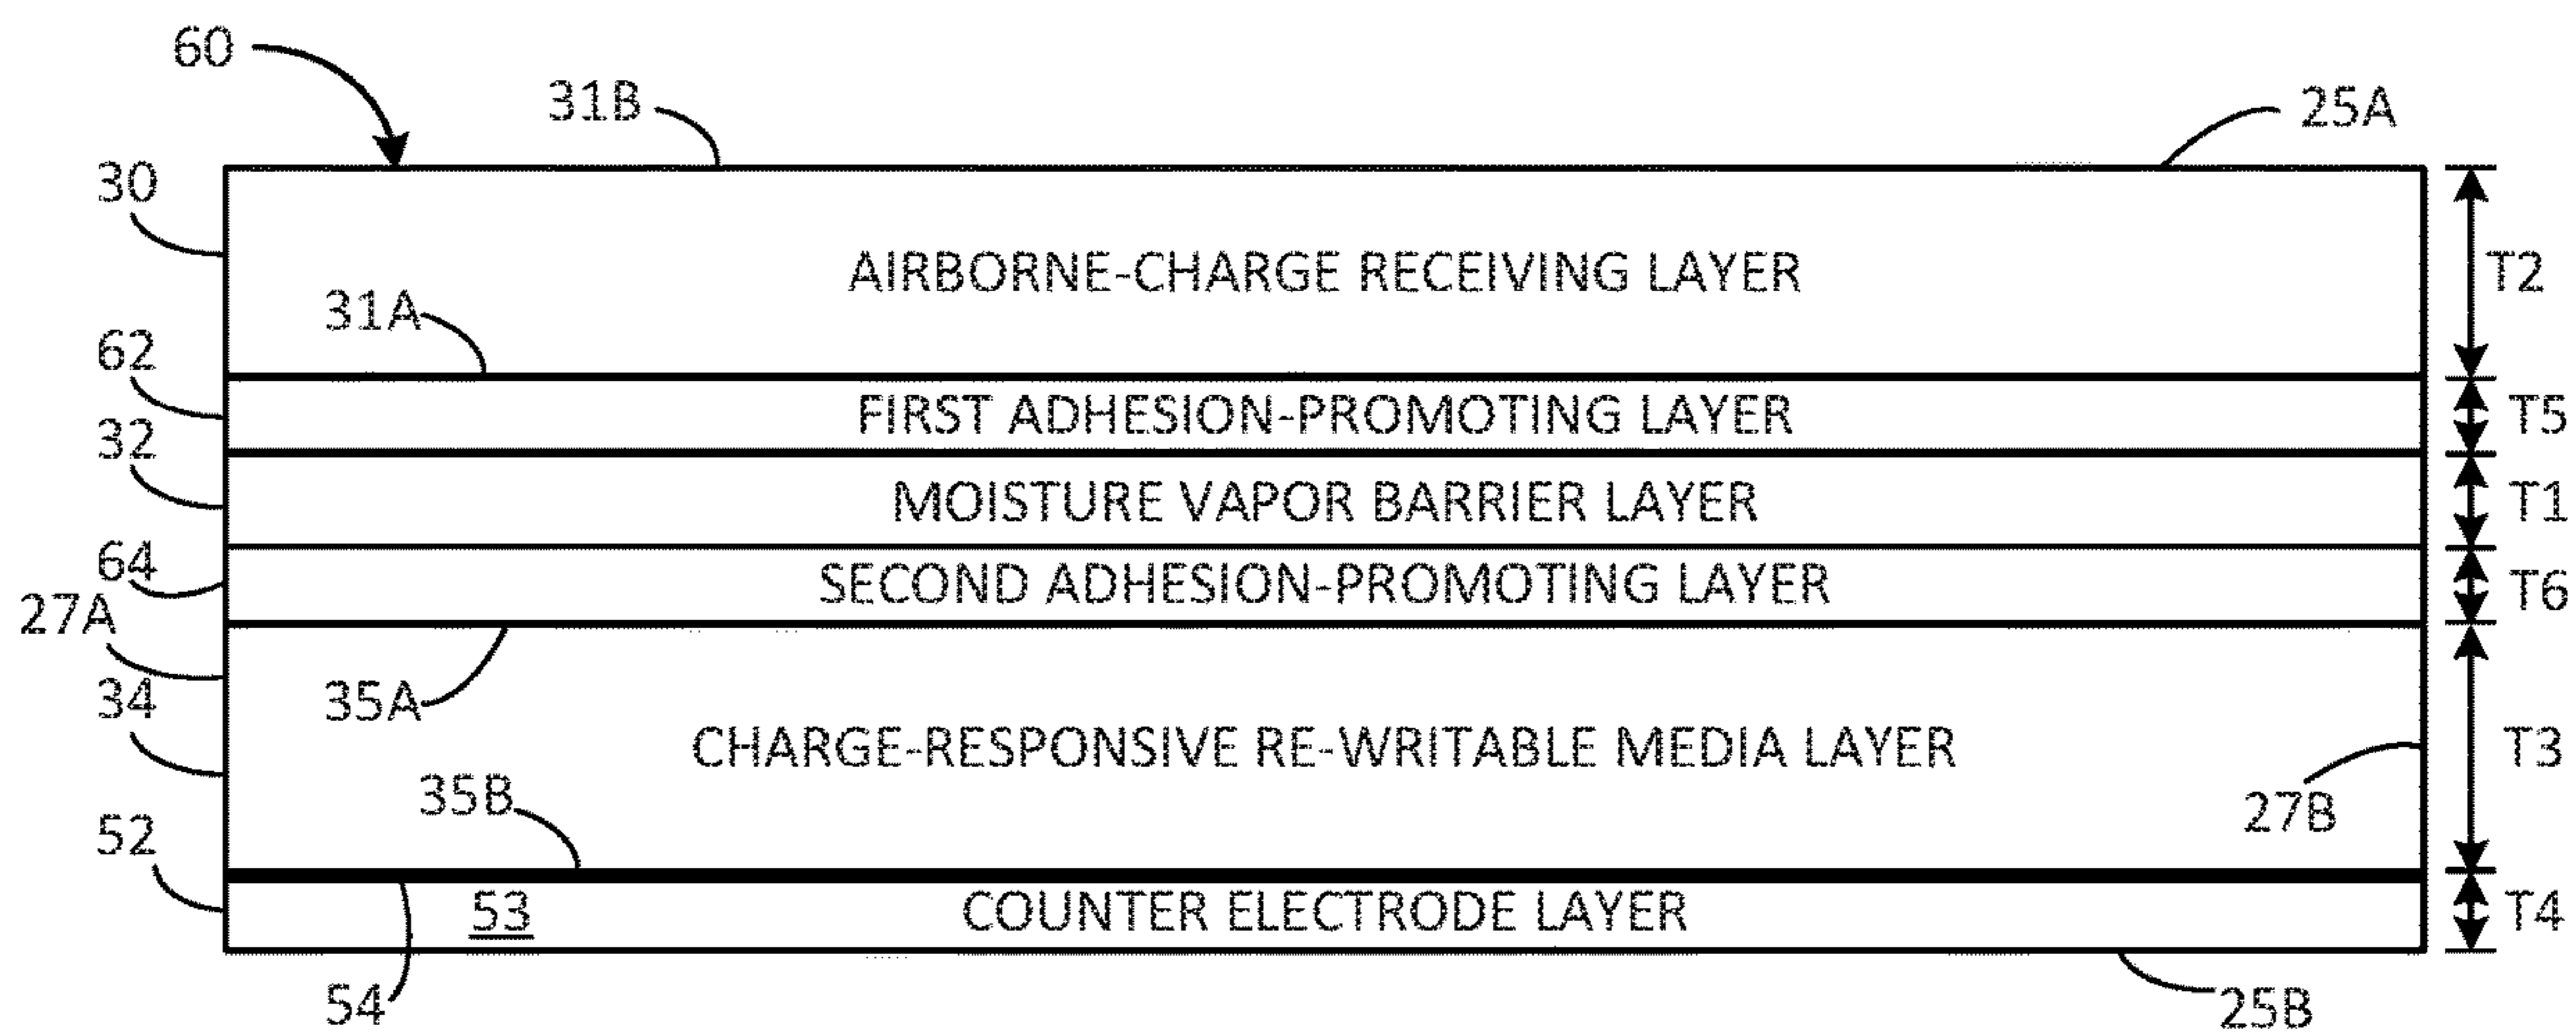 60
31B
25A
30
AIRBORNE-CHARGE RECEIVING LAYER
T2
31A
62
FIRST ADHESION-PROMOTING LAYER
T5
32
MOISTURE VAPOR BARRIER LAYER
T1
64
SECOND ADHESION-PROMOTING LAYER
T6
27A
35A
34
CHARGE-RESPONSIVE RE-WRITABLE MEDIA LAYER
T3
35B
27B
52
53
COUNTER ELECTRODE LAYER
T4
54
25B